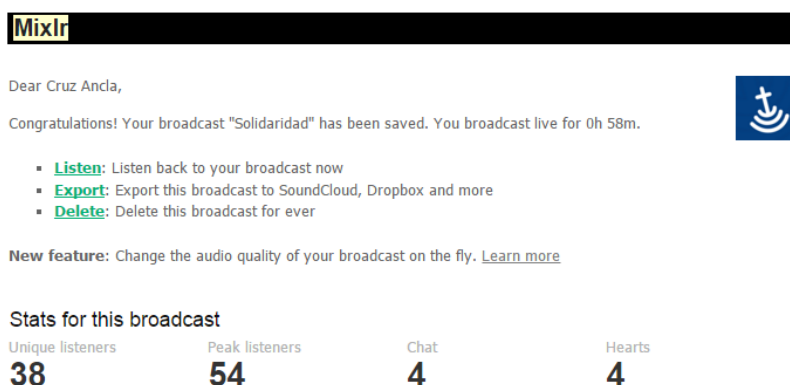 Mixlr
Dear Cruz Ancla,
Congratulations! Your broadcast "Solidaridad" has been saved. You broadcast live for 0h 58m.
Listen: Listen back to your broadcast now
Export: Export this broadcast to SoundCloud, Dropbox and more
Delete: Delete this broadcast for ever
New feature: Change the audio quality of your broadcast on the fly. Learn more
Stats for this broadcast
Unique listeners Peak listeners Chat Hearts
38 54 4 4